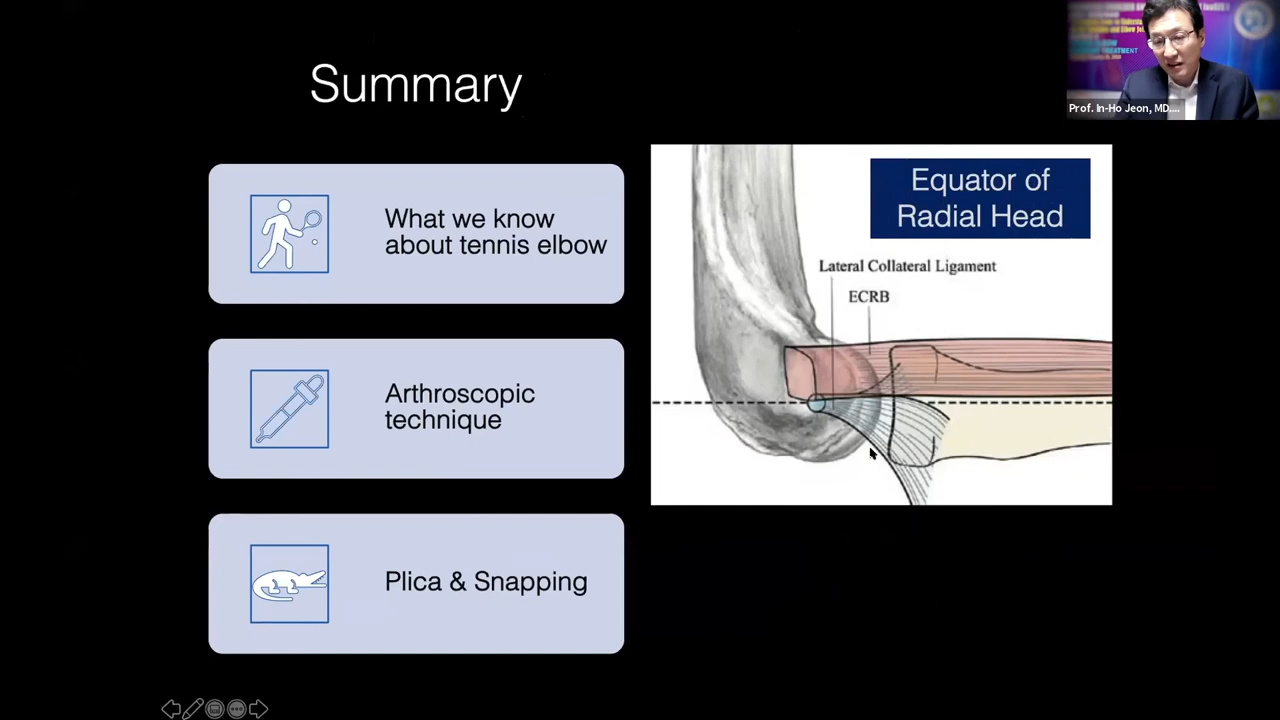 Summary
What we know
about tennis elbow
Arthroscopic
technique
Plica & Snapping
Equator of
Radial Head
Lateral Collateral Ligament
ECRB
Prof. In-Ho Jeon, MD....